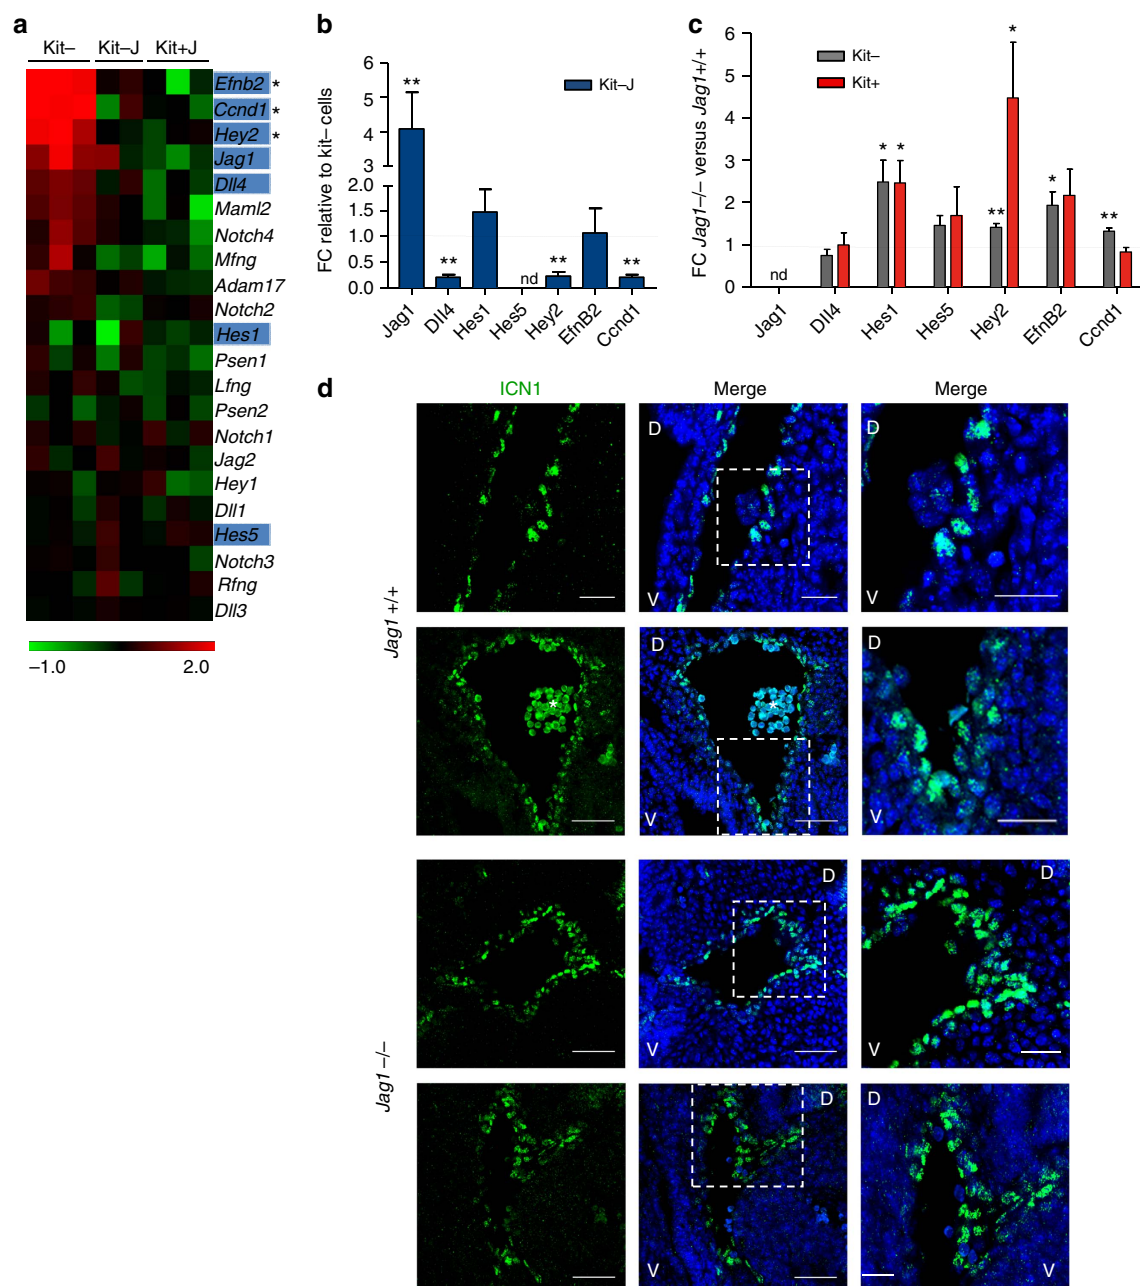 a
Kit– Kit–J Kit+J
Efnb2 *
Ccnd1 *
Hey2 *
Jag1
Dll4
Maml2
Notch4
Mfng
Adam17
Notch2
Hes1
Psen1
Lfng
Psen2
Notch1
Jag2
Hey1
Dll1
Hes5
Notch3
Rfng
Dll3
–1.0 2.0
b
FC relative to kit– cells
6
5
4
3
2.0
1.5
1.0
0.5
0.0
Kit–J
** ** nd ** **
Jag1 Dll4 Hes1 Hes5 Hey2 EfnB2 Ccnd1
c
FC Jag1–/– versus Jag1+/+
6
5
4
3
2
1
0
Kit–
Kit+
nd * * ** * * **
Jag1 Dll4 Hes1 Hes5 Hey2 EfnB2 Ccnd1
d
ICN1 Merge Merge
Jag1 +/+
D D
V V
D D
* *
V V
Jag1 –/–
D D
V V
D D
V V